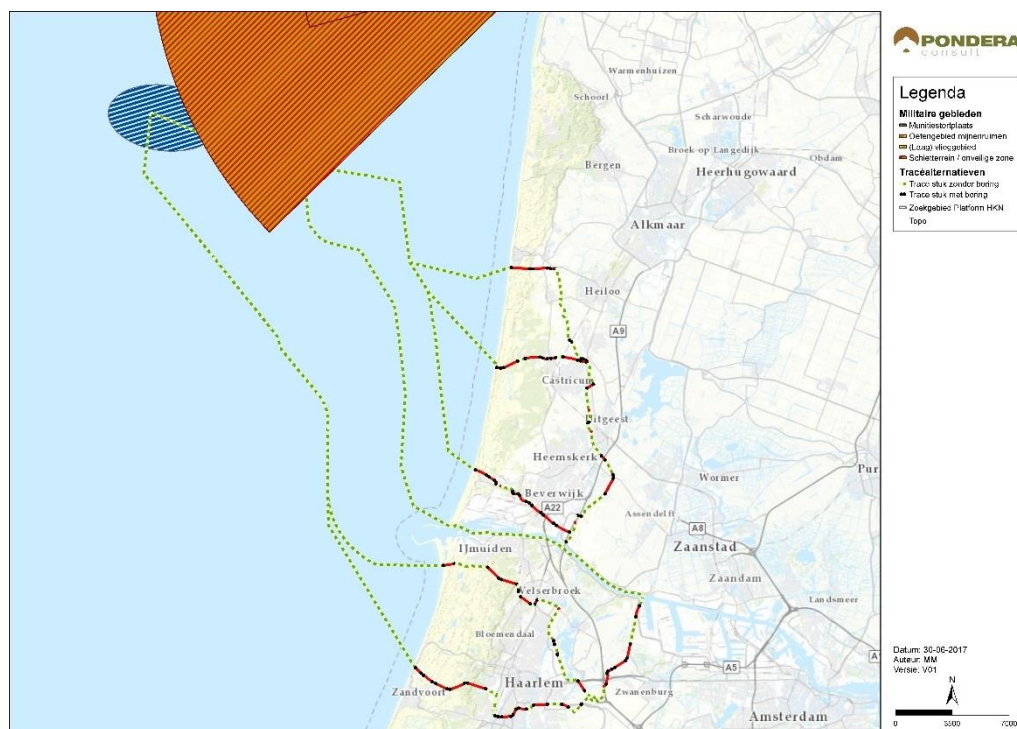 PONDERA
consult
Legenda
Militaire gebieden
Munitiestortplaats
Oefengebied mijnenruimen
(Laag) vlieggebied
Schietterrein / onveilige zone
Tracéalternatieven
Trace stuk zonder boring
Trace stuk met boring
Zoekgebied Platform HKN
Topo
Warmenhuizen
Schoorl
Scharwoude
Broek op Langedijk
Obdam
Bergen
Heerhugowaard
Alkmaar
Heiloo
A9
Castricum
Uitgeest
Heemskerk
Wormer
Pur
Beverwijk
A22
Assendelft
A8
IJmuiden
Zaanstad
Zaandam
Velserbroek
Landsmeer
Bloemendaal
A5
Haarlem
Zandvoort
Zwanenburg
Amsterdam
Datum: 30-06-2017
Auteur: MM
Versie: V01
N
0 3500 7000